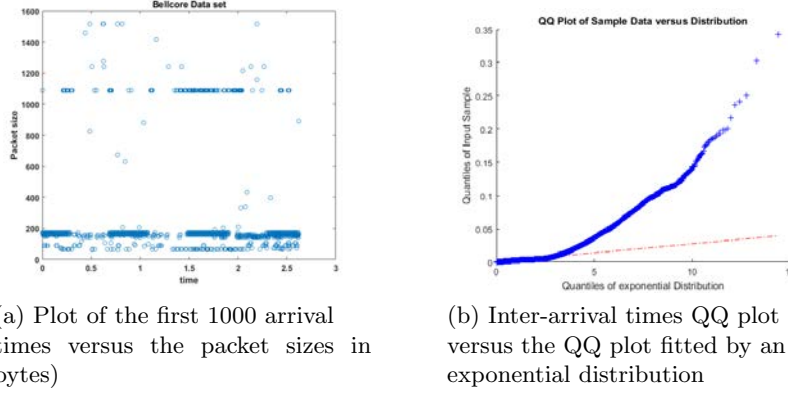 Bellcore Data set
1600
1400
1200
1000
800
600
400
200
0
Packet size
0 0.5 1 1.5 2 2.5 3
time
QQ Plot of Sample Data versus Distribution
0.35
0.3
0.25
0.2
0.15
0.1
0.05
0
Quantiles of Input Sample
0 5 10 15
Quantiles of exponential Distribution
a) Plot of the first 1000 arrival
times versus the packet sizes in
bytes)
(b) Inter-arrival times QQ plot
versus the QQ plot fitted by an
exponential distribution